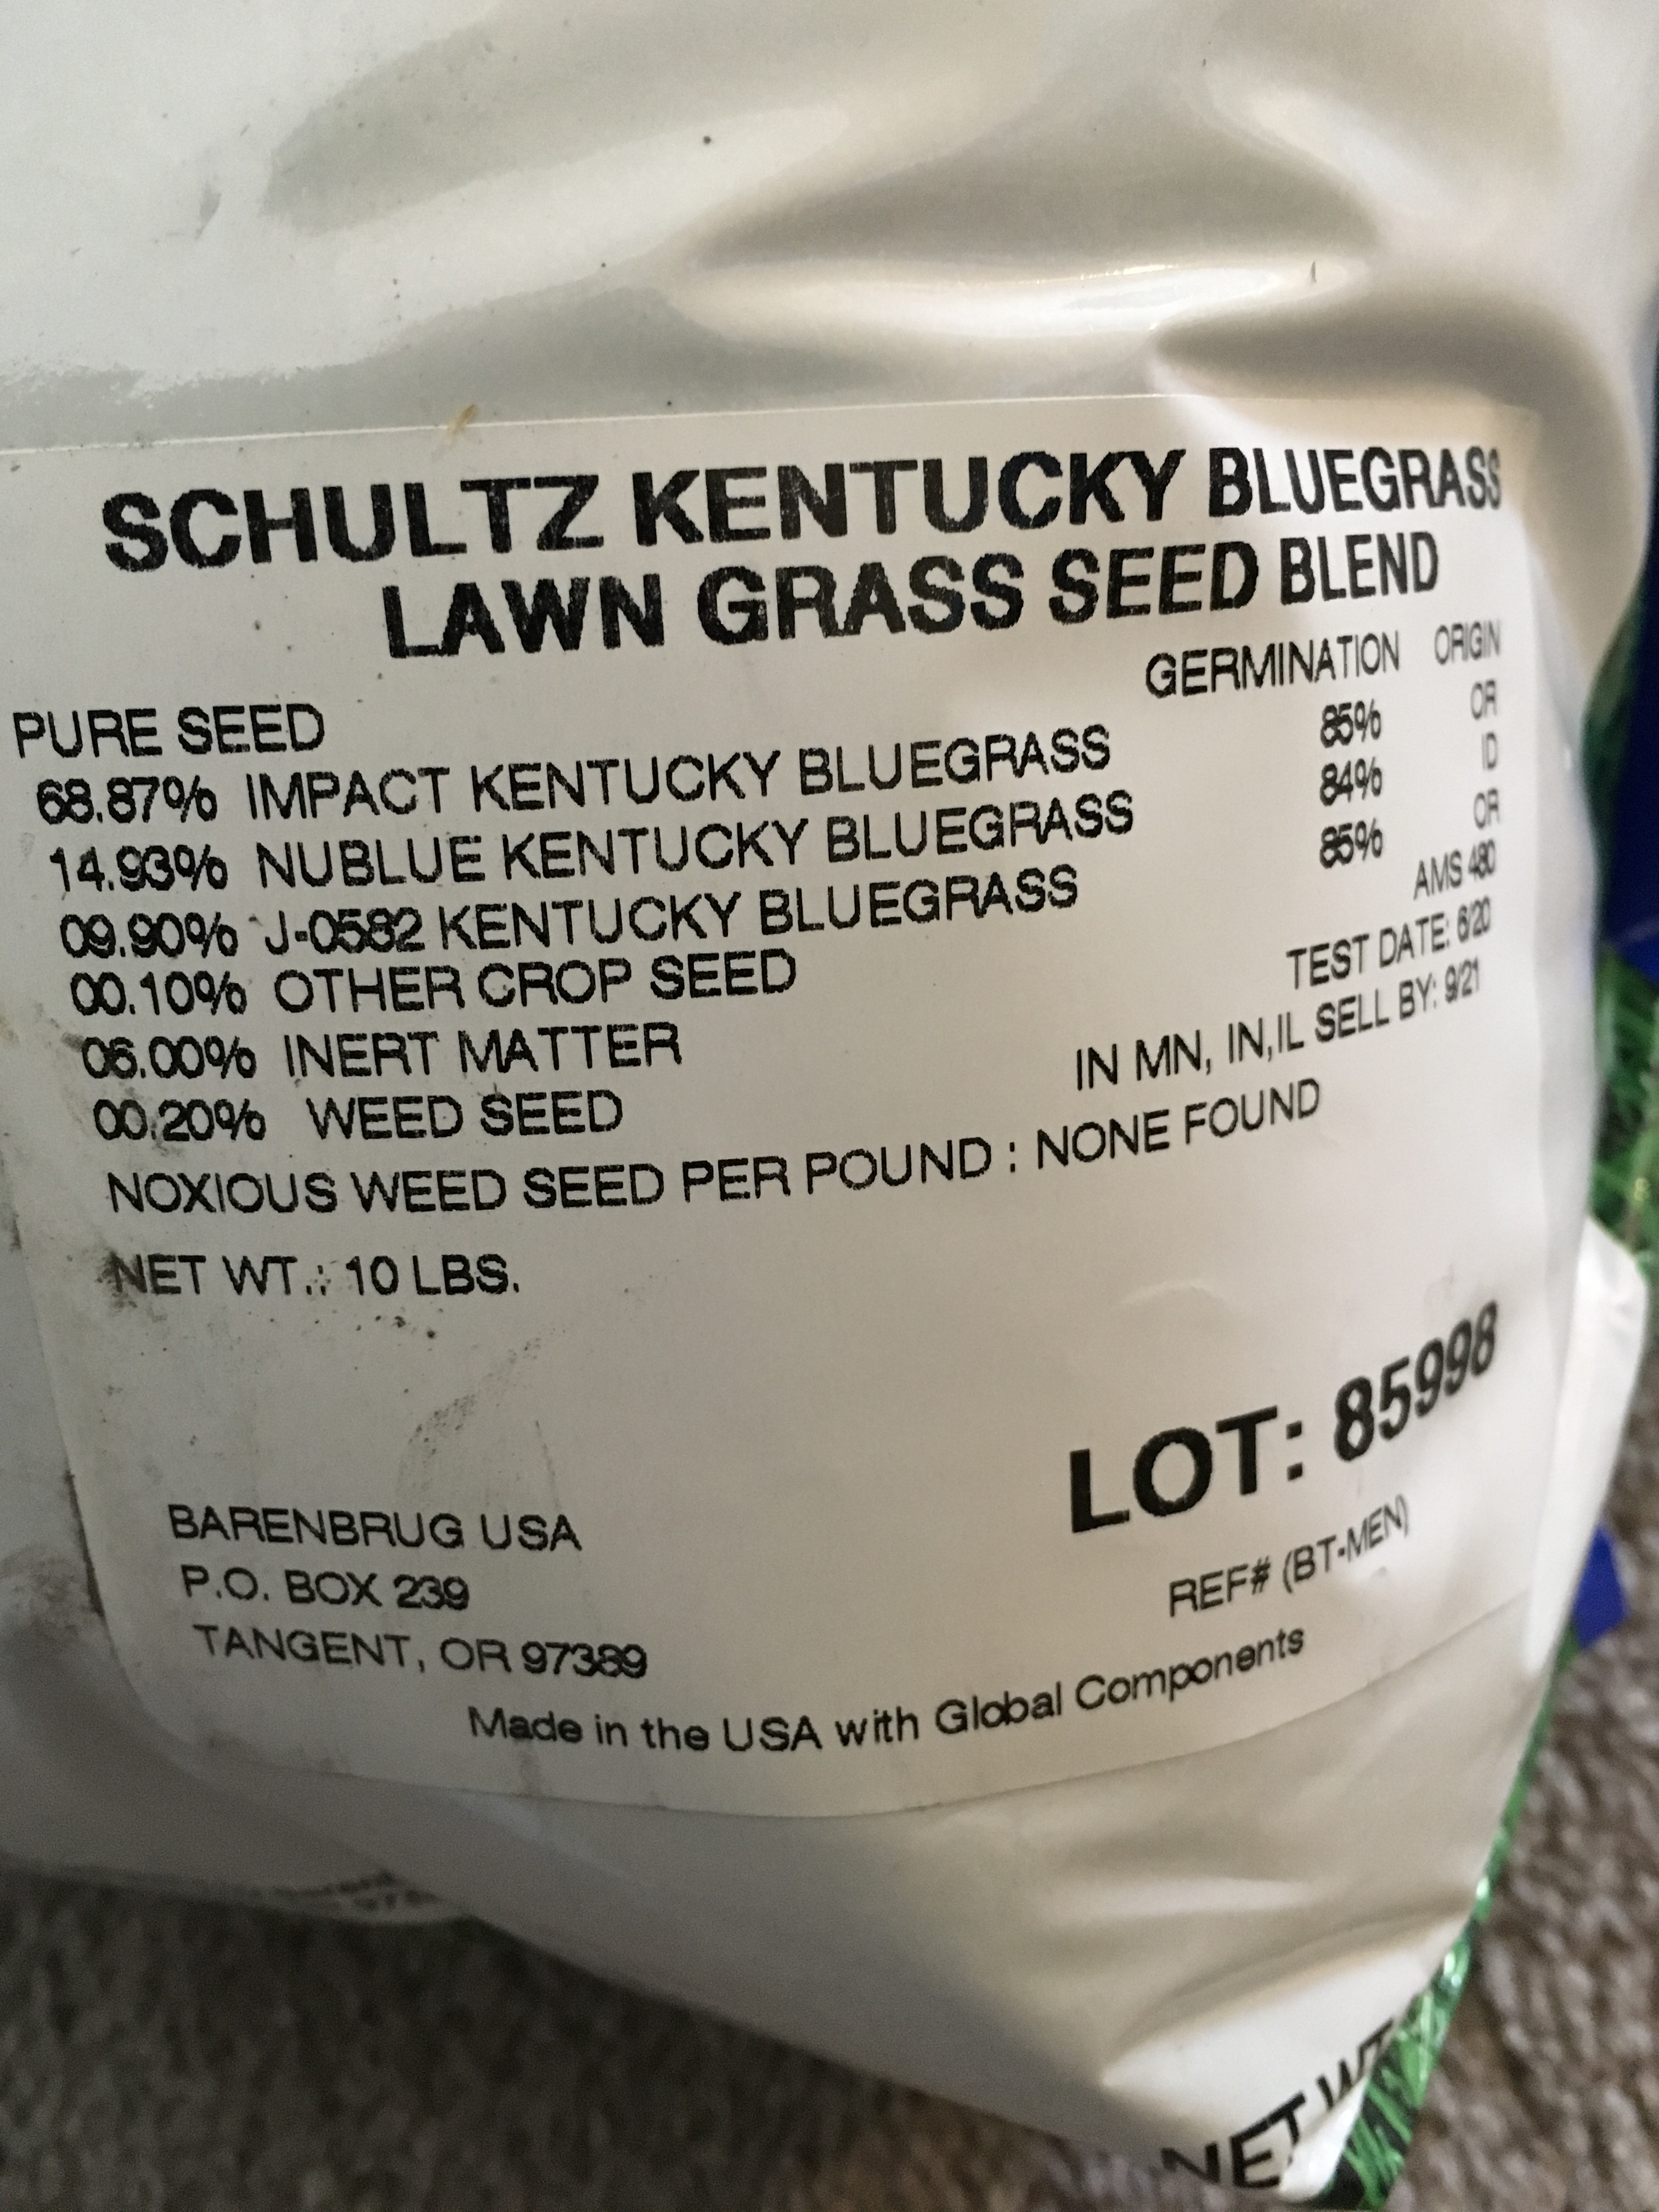 SCHULTZ KENTUCKY BLUEGRASS
LAWN GRASS SEED BLEND
PURE SEED GERMINATION ORIGIN
68.87% IMPACT KENTUCKY BLUEGRASS 85% OR
14.93% NUBLUE KENTUCKY BLUEGRASS 84% ID
09.90% J-0582 KENTUCKY BLUEGRASS 85% OR
00.10% OTHER CROP SEED AMS 480
06.00% INERT MATTER TEST DATE: 6/20
00.20% WEED SEED IN MN, IN,IL SELL BY: 9/21
NOXIOUS WEED SEED PER POUND : NONE FOUND
NET WT.: 10 LBS.
LOT: 85998
BARENBRUG USA
P.O. BOX 239
TANGENT, OR 97389
REF# (BT-MEN)
Made in the USA with Global Components
NET WT